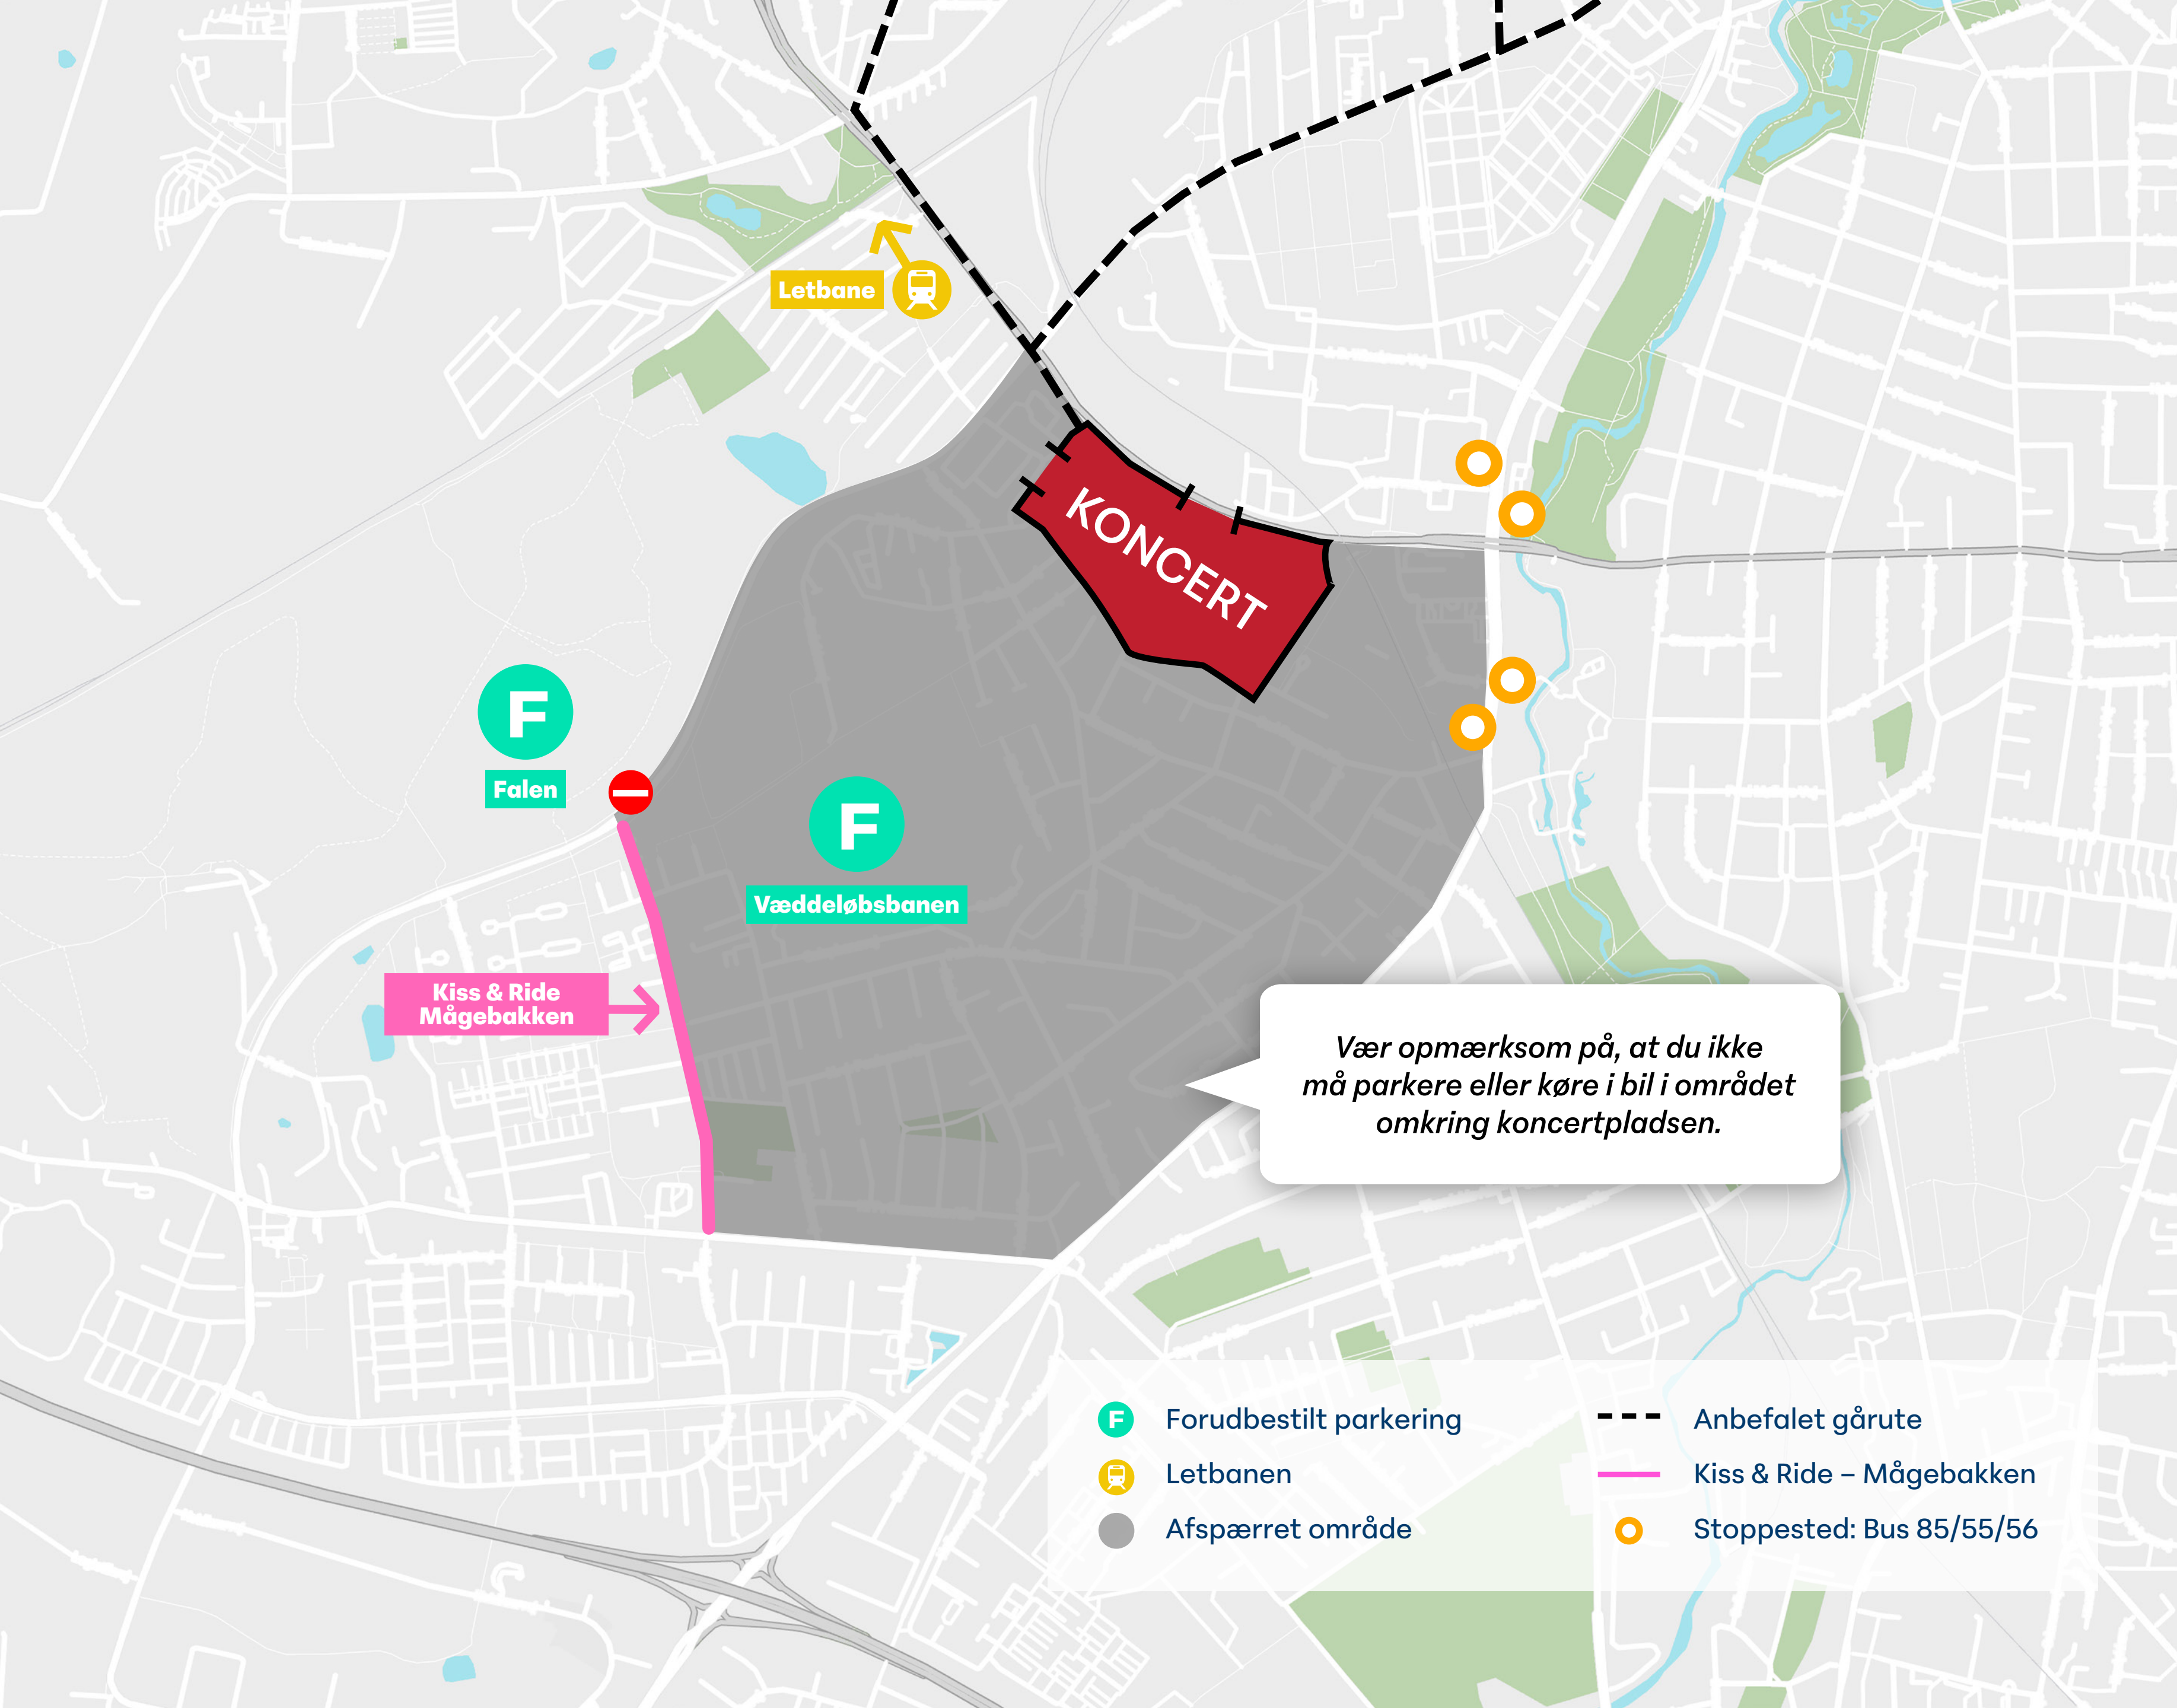 Letbane
KONCERT
F
Falen
F
Væddeløbsbanen
Kiss & Ride
Mågebakken
Vær opmærksom på, at du ikke
må parkere eller køre i bil i området
omkring koncertpladsen.
F Forudbestilt parkering
Letbanen
Afspærret område
Anbefalet gårute
Kiss & Ride – Mågebakken
Stoppested: Bus 85/55/56